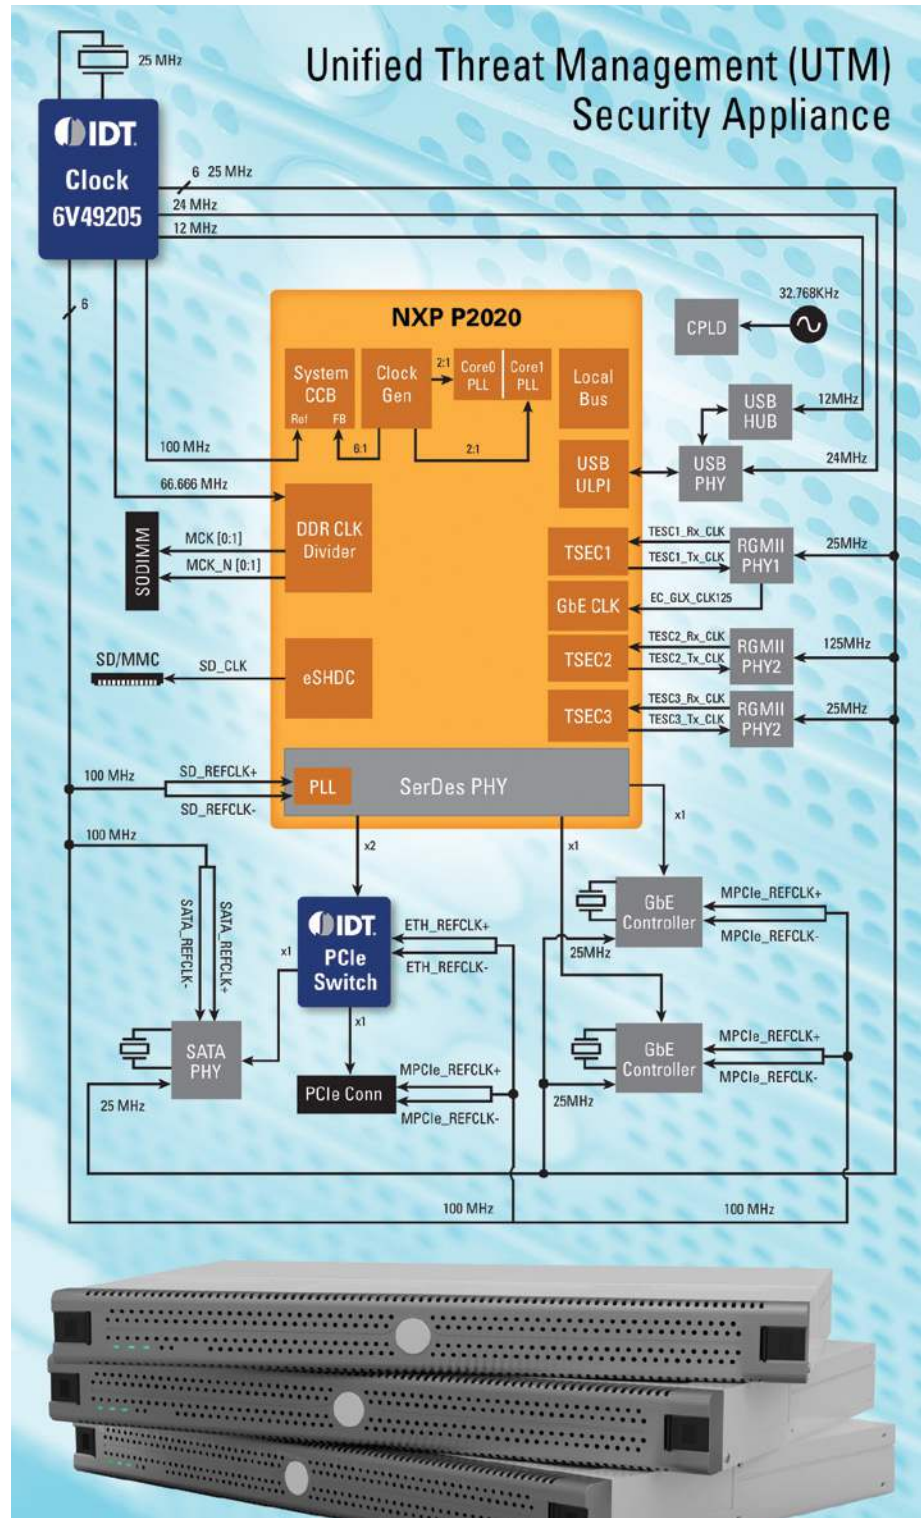 Unified Threat Management (UTM)
Security Appliance
25 MHz
IDT.
Clock
6V49205
6 25 MHz
24 MHz
12 MHz
6
NXP P2020
32.768KHz
CPLD
System
CCB
Ref FB
Clock
Gen
2:1
Core0
PLL
Core1
PLL
Local
Bus
USB
HUB
12MHz
100 MHz
6:1
2:1
USB
ULPI
USB
PHY
24MHz
66.666 MHz
DDR CLK
Divider
SODIMM
MCK [0:1]
MCK_N [0:1]
TSEC1
TESC1_Rx_CLK
TESC1_Tx_CLK
RGMII
PHY1
25MHz
GbE CLK
EC_GLX_CLK125
SD/MMC
SD_CLK
eSHDC
TSEC2
TESC2_Rx_CLK
TESC2_Tx_CLK
RGMII
PHY2
125MHz
TSEC3
TESC3_Rx_CLK
TESC3_Tx_CLK
RGMII
PHY2
25MHz
100 MHz
SD_REFCLK+
SD_REFCLK-
PLL
SerDes PHY
x1
100 MHz
x2
x1
SATA_REFCLK-
SATA_REFCLK+
IDT.
PCIe
Switch
x1
ETH_REFCLK+
ETH_REFCLK-
GbE
Controller
MPCIe_REFCLK+
MPCIe_REFCLK-
25MHz
x1
SATA
PHY
25 MHz
PCIe Conn
MPCIe_REFCLK+
MPCIe_REFCLK-
GbE
Controller
MPCIe_REFCLK+
MPCIe_REFCLK-
25MHz
100 MHz
100 MHz